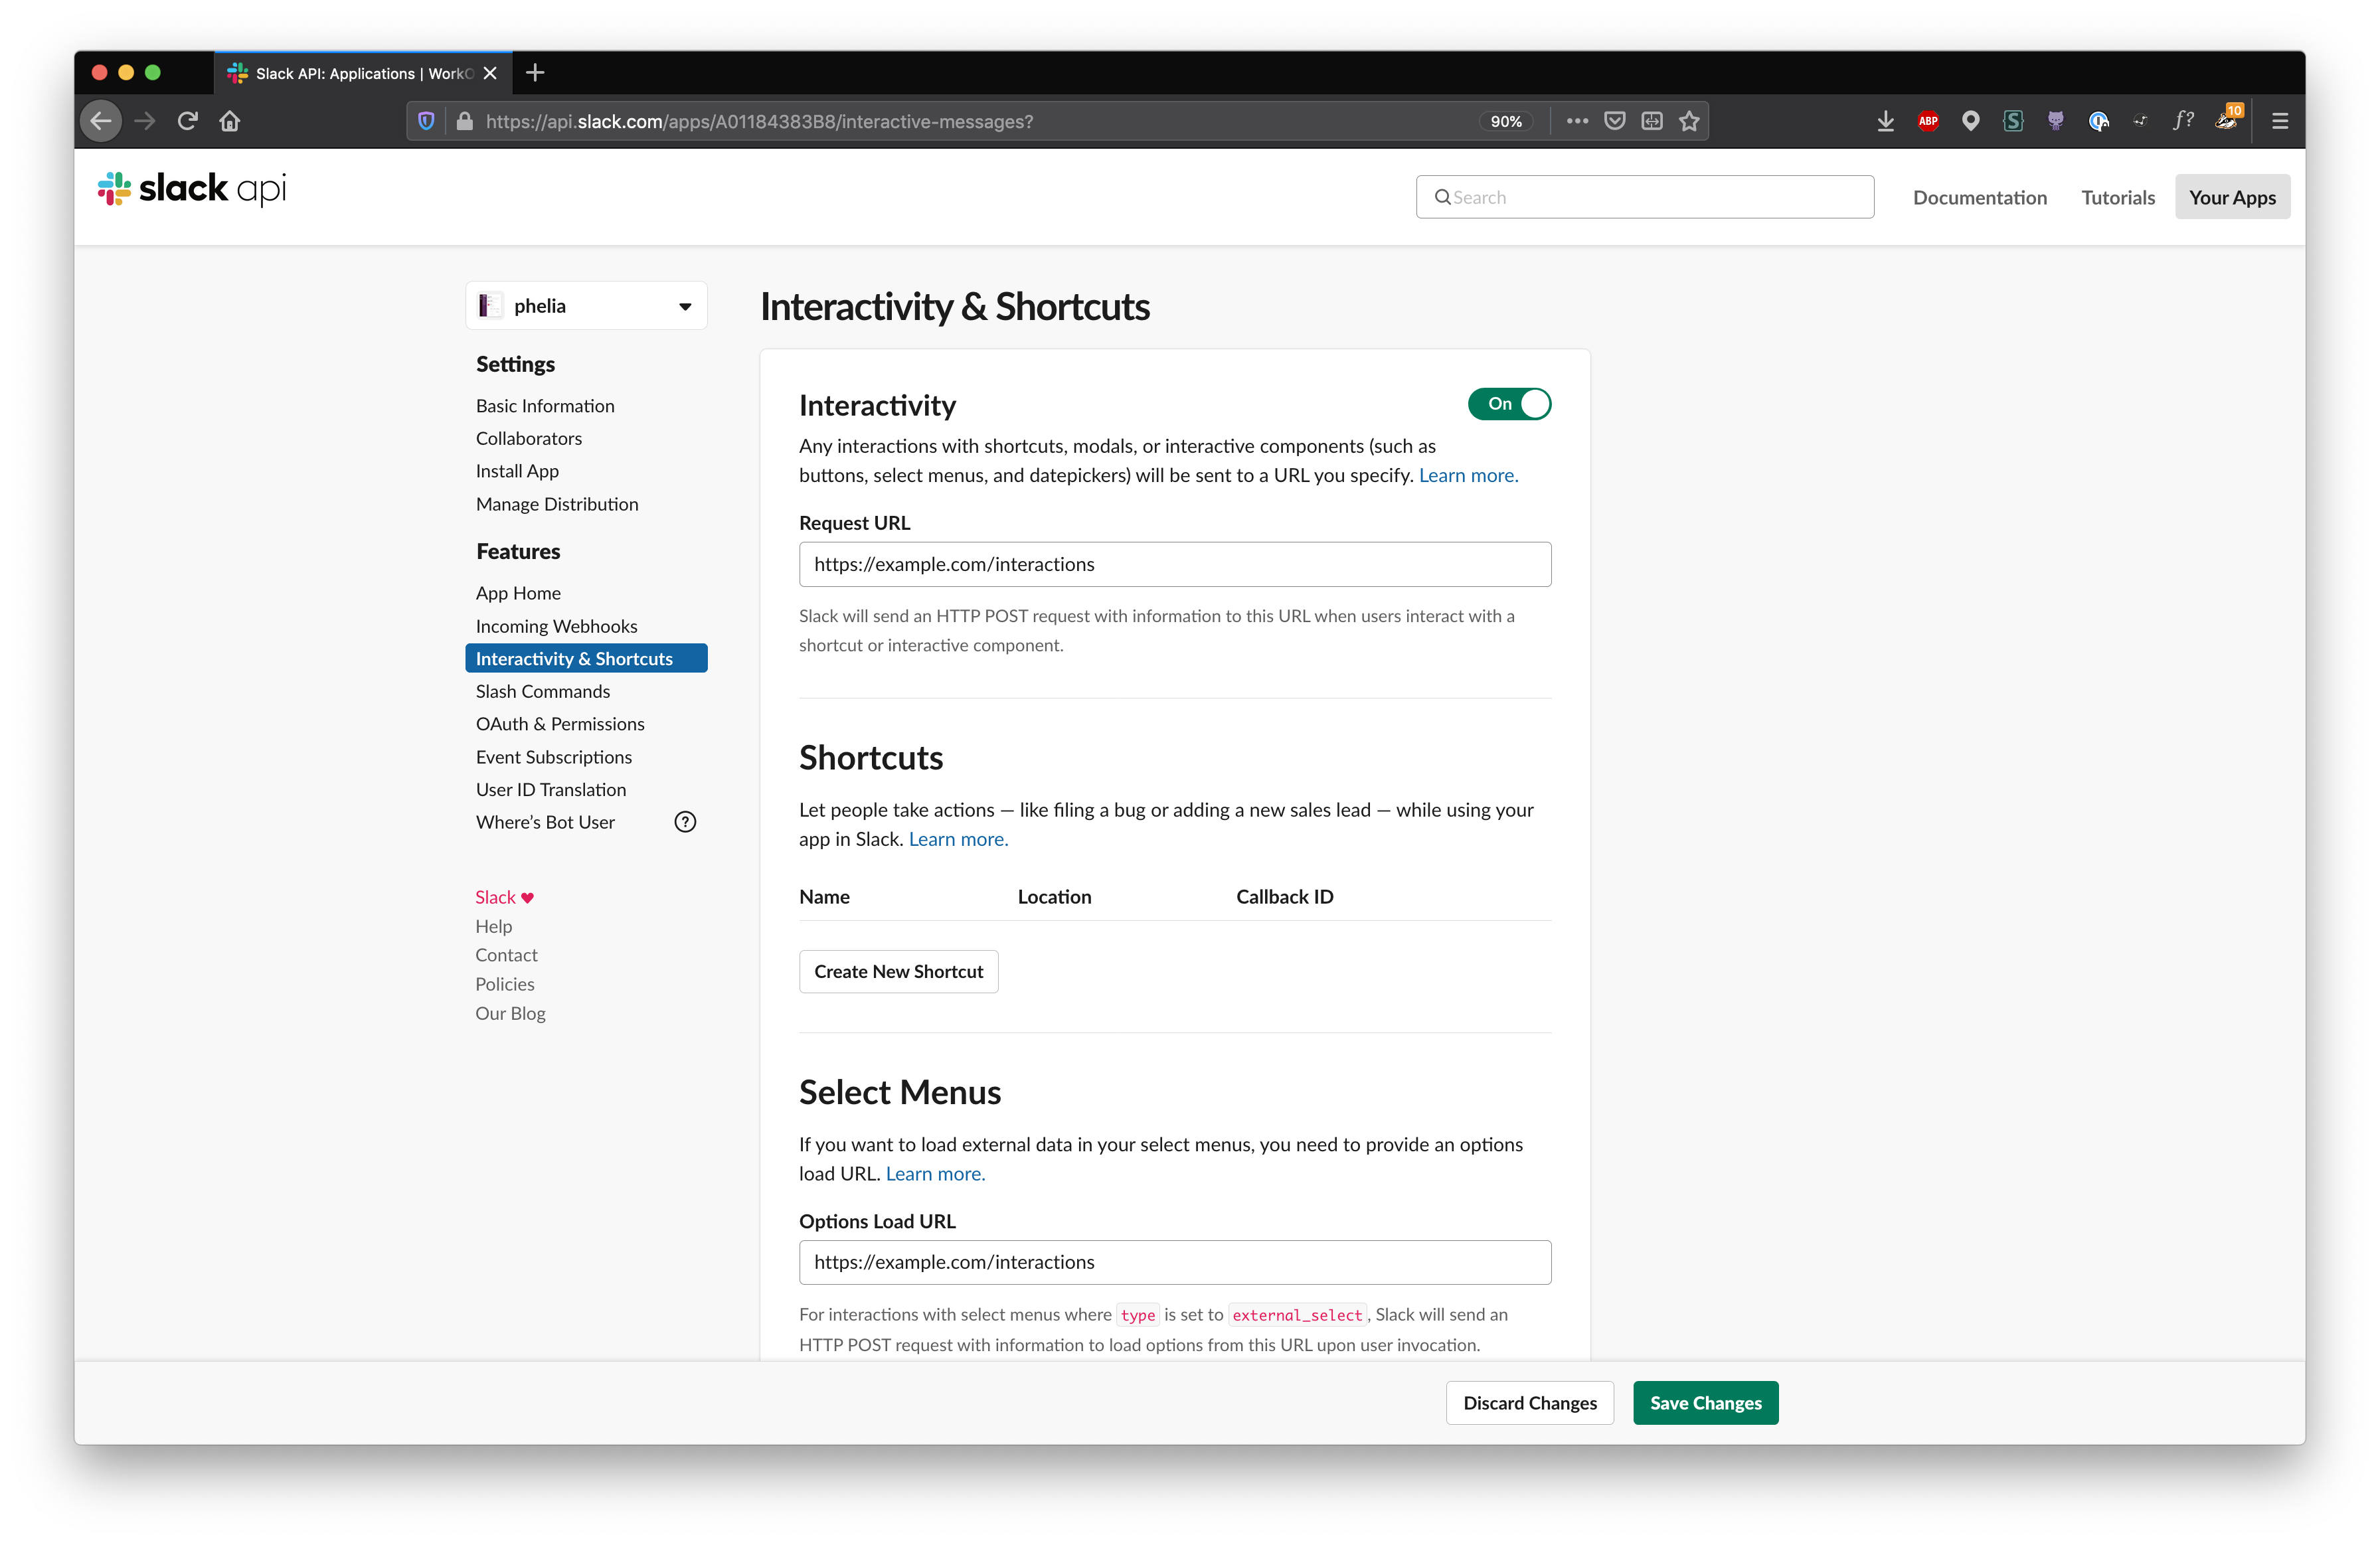 Slack API: Applications | Work
https://api.slack.com/apps/A01184383B8/interactive-messages?
90%
ABP
S
f?
10
slack api
Search
Documentation
Tutorials
Your Apps
phelia
Settings
Basic Information
Collaborators
Install App
Manage Distribution
Features
App Home
Incoming Webhooks
Interactivity & Shortcuts
Slash Commands
OAuth & Permissions
Event Subscriptions
User ID Translation
Where’s Bot User
?
Slack ♥
Help
Contact
Policies
Our Blog
Interactivity & Shortcuts
Interactivity
On
Any interactions with shortcuts, modals, or interactive components (such as
buttons, select menus, and datepickers) will be sent to a URL you specify. Learn more.
Request URL
https://example.com/interactions
Slack will send an HTTP POST request with information to this URL when users interact with a
shortcut or interactive component.
Shortcuts
Let people take actions — like filing a bug or adding a new sales lead — while using your
app in Slack. Learn more.
Name
Location
Callback ID
Create New Shortcut
Select Menus
If you want to load external data in your select menus, you need to provide an options
load URL. Learn more.
Options Load URL
https://example.com/interactions
For interactions with select menus where type is set to external_select, Slack will send an
HTTP POST request with information to load options from this URL upon user invocation.
Discard Changes
Save Changes